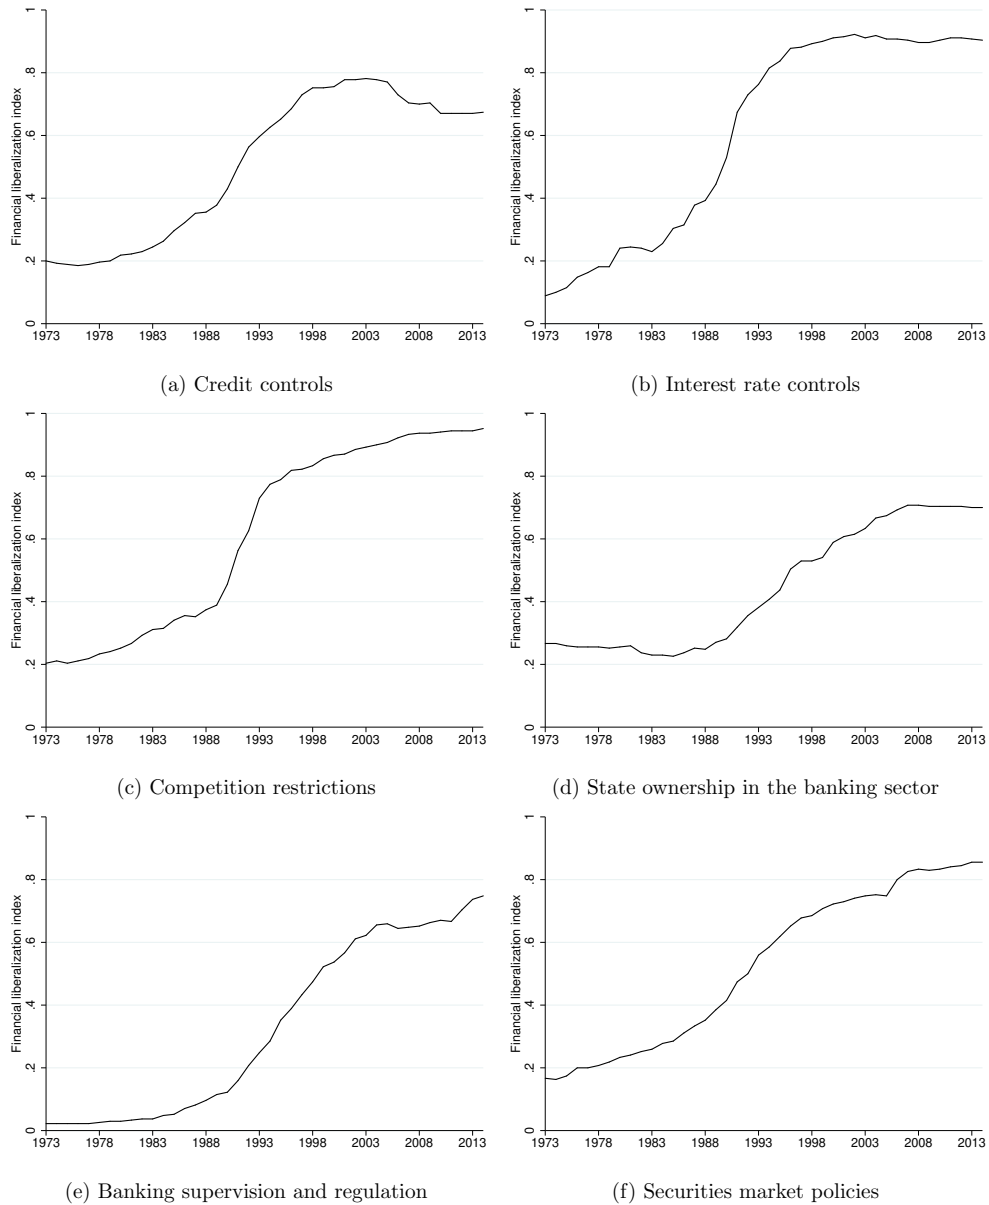 Financial liberalization index
1
.8
.6
.4
.2
0
1973 1978 1983 1988 1993 1998 2003 2008 2013
(a) Credit controls
Financial liberalization index
1
.8
.6
.4
.2
0
1973 1978 1983 1988 1993 1998 2003 2008 2013
(b) Interest rate controls
Financial liberalization index
1
.8
.6
.4
.2
0
1973 1978 1983 1988 1993 1998 2003 2008 2013
(c) Competition restrictions
Financial liberalization index
1
.8
.6
.4
.2
0
1973 1978 1983 1988 1993 1998 2003 2008 2013
(d) State ownership in the banking sector
Financial liberalization index
1
.8
.6
.4
.2
0
1973 1978 1983 1988 1993 1998 2003 2008 2013
(e) Banking supervision and regulation
Financial liberalization index
1
.8
.6
.4
.2
0
1973 1978 1983 1988 1993 1998 2003 2008 2013
(f) Securities market policies